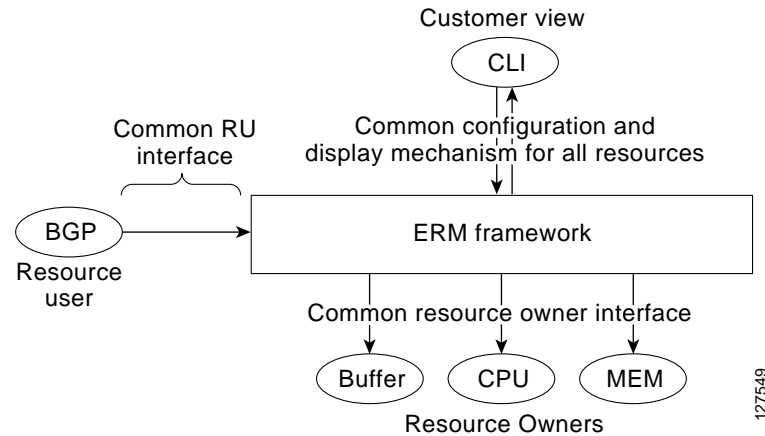 Customer view
CLI
Common RU
interface
Common configuration and
display mechanism for all resources
BGP
ERM framework
Resource
user
Common resource owner interface
Buffer
CPU
MEM
Resource Owners
127549